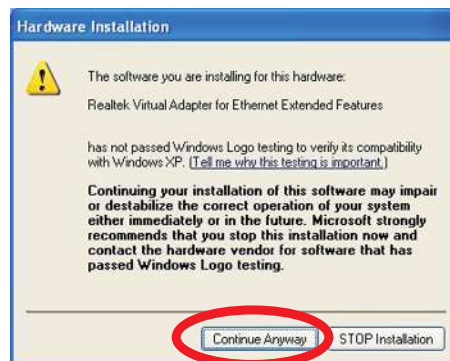 Hardware Installation
The software you are installing for this hardware:
Realtek Virtual Adapter for Ethernet Extended Features
has not passed Windows Logo testing to verify its compatibility
with Windows XP. (Tell me why this testing is important.)
Continuing your installation of this software may impair
or destabilize the correct operation of your system
either immediately or in the future. Microsoft strongly
recommends that you stop this installation now and
contact the hardware vendor for software that has
passed Windows Logo testing.
Continue Anyway
STOP Installation